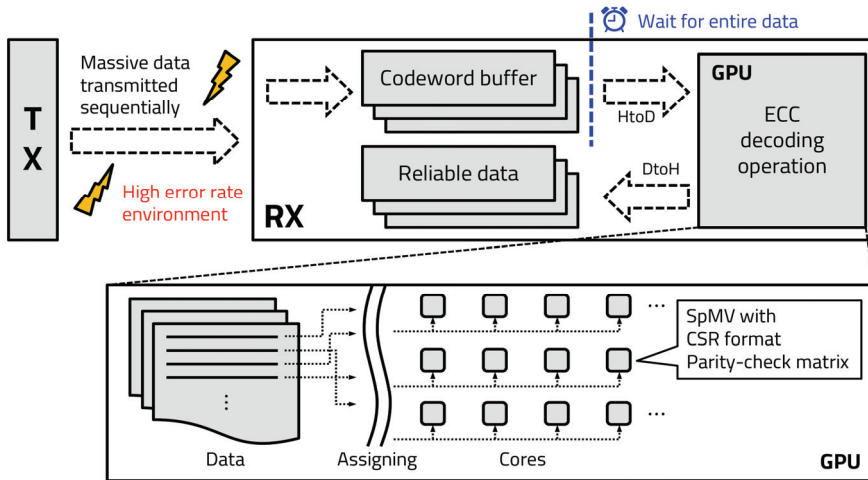 Wait for entire data
T
X
Massive data
transmitted
sequentially
High error rate
environment
RX
Codeword buffer
Reliable data
HtoD
DtoH
GPU
ECC
decoding
operation
SpMV with
CSR format
Parity-check matrix
Data
Assigning
Cores
GPU